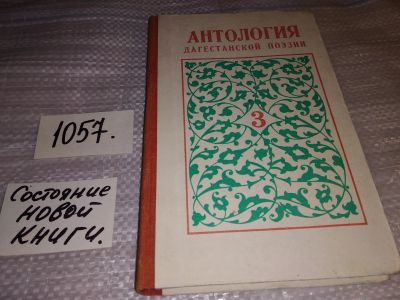 АНТОЛОГИЯ
ДАГЕСТАНСКОЙ ПОЭЗИИ
3
1057.
Состояние
новой
книги.